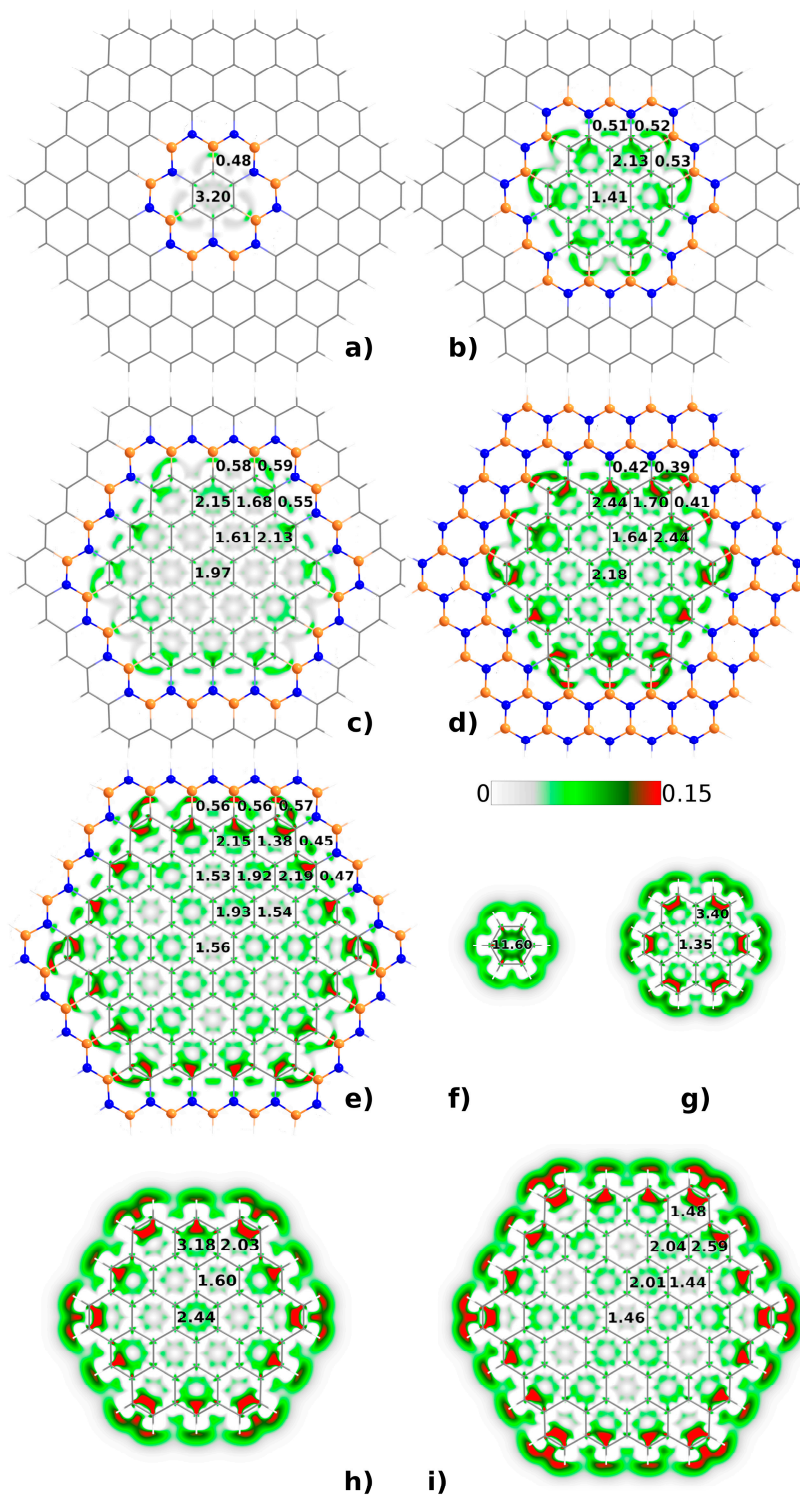 0.48
3.20
a)
0.51 0.52
2.13 0.53
1.41
b)
0.58 0.59
2.15 1.68 0.55
1.61 2.13
1.97
c)
0.42 0.39
2.44 1.70 0.41
1.64 2.44
2.18
d)
0 0.15
0.56 0.56 0.57
2.15 1.38 0.45
1.53 1.92 2.19 0.47
1.93 1.54
1.56
e)
11.60
f)
3.40
1.35
g)
3.18 2.03
1.60
2.44
h)
1.48
2.04 2.59
2.01 1.44
1.46
i)